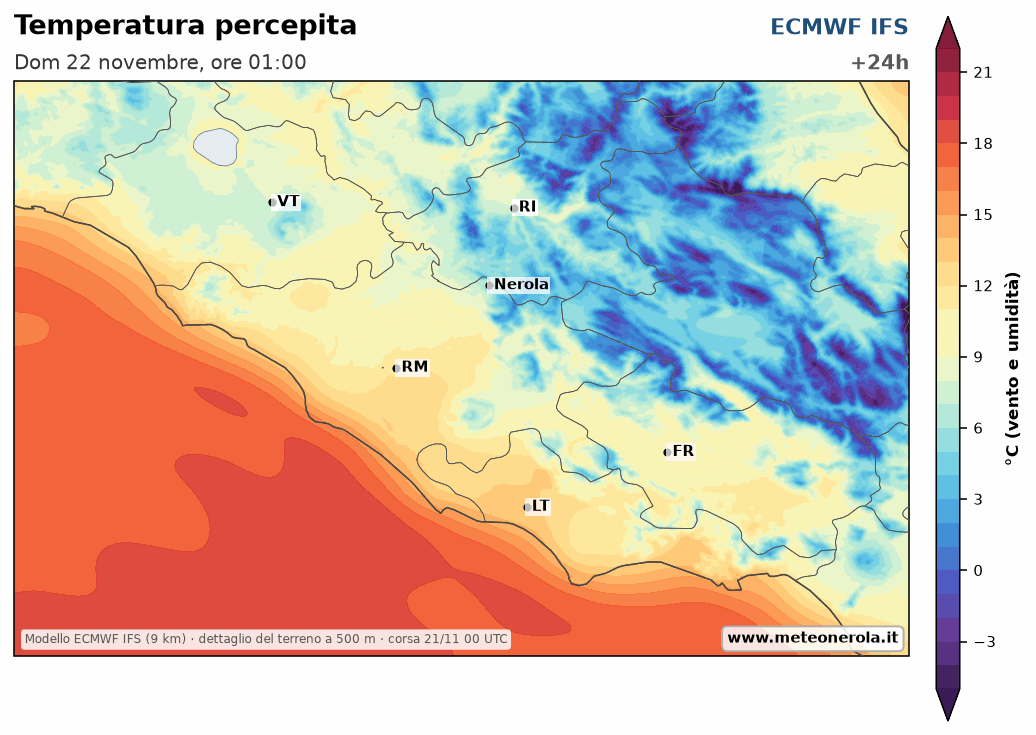 Temperatura percepita
ECMWF IFS
Dom 22 novembre, ore 01:00
+24h
VT
RI
Nerola
RM
FR
LT
Modello ECMWF IFS (9 km) · dettaglio del terreno a 500 m · corsa 21/11 00 UTC
www.meteonerola.it
21
18
15
12
9
6
3
0
−3
°C (vento e umidità)